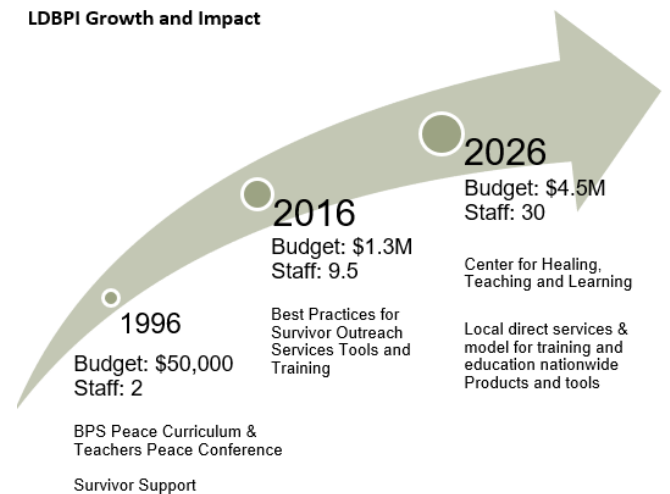 LDBPI Growth and Impact
1996
Budget: $50,000
Staff: 2
BPS Peace Curriculum &
Teachers Peace Conference
Survivor Support
2016
Budget: $1.3M
Staff: 9.5
Best Practices for
Survivor Outreach
Services Tools and
Training
2026
Budget: $4.5M
Staff: 30
Center for Healing,
Teaching and Learning
Local direct services &
model for training and
education nationwide
Products and tools